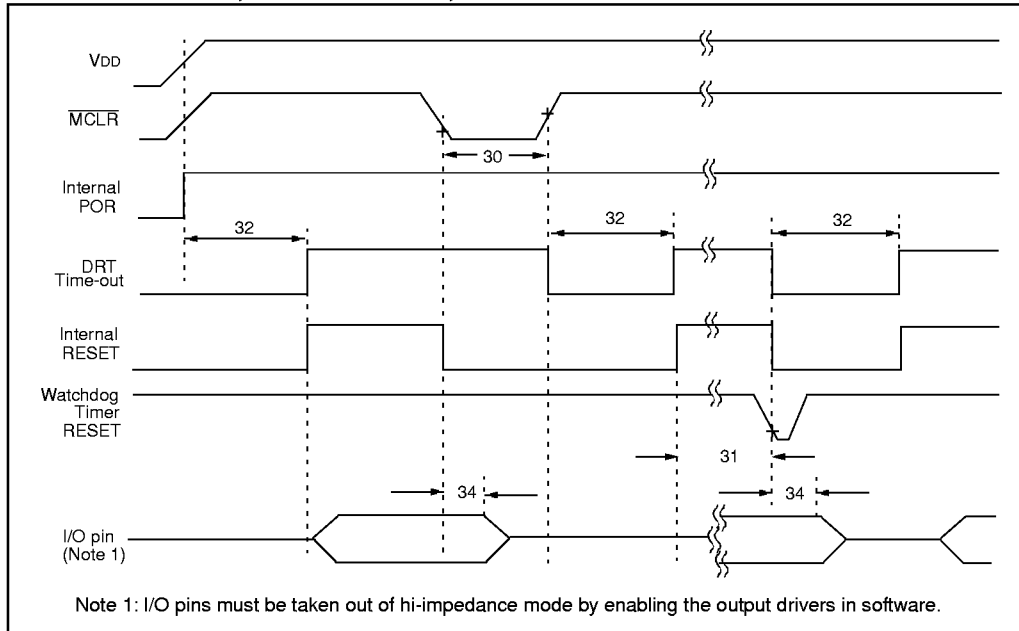 VDD
MCLR
30
Internal
POR
32
32
32
DRT
Time-out
Internal
RESET
Watchdog
Timer
RESET
31
34
34
I/O pin
(Note 1)
Note 1: I/O pins must be taken out of hi-impedance mode by enabling the output drivers in software.